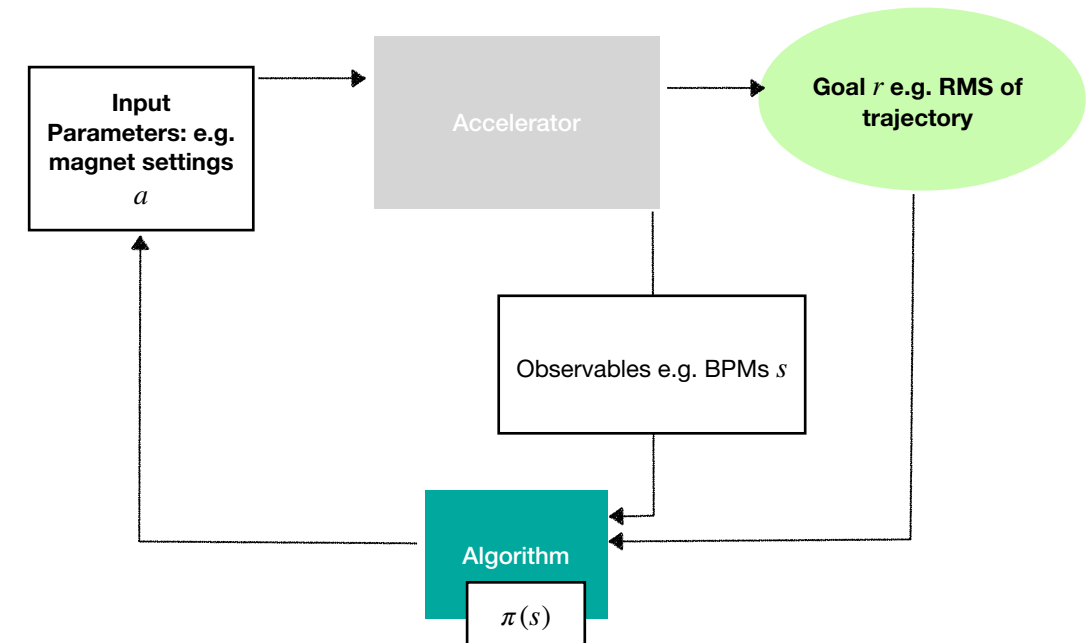 Input
Parameters: e.g.
magnet settings
a
Accelerator
Goal r e.g. RMS of
trajectory
Observables e.g. BPMs s
Algorithm
π(s)